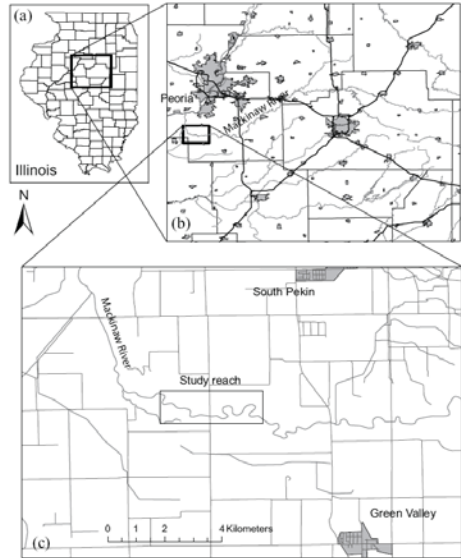 (a)
Illinois
N
Peoria
Mackinaw River
(b)
South Pekin
Mackinaw River
Study reach
Green Valley
0 1 2 4 Kilometers
(c)